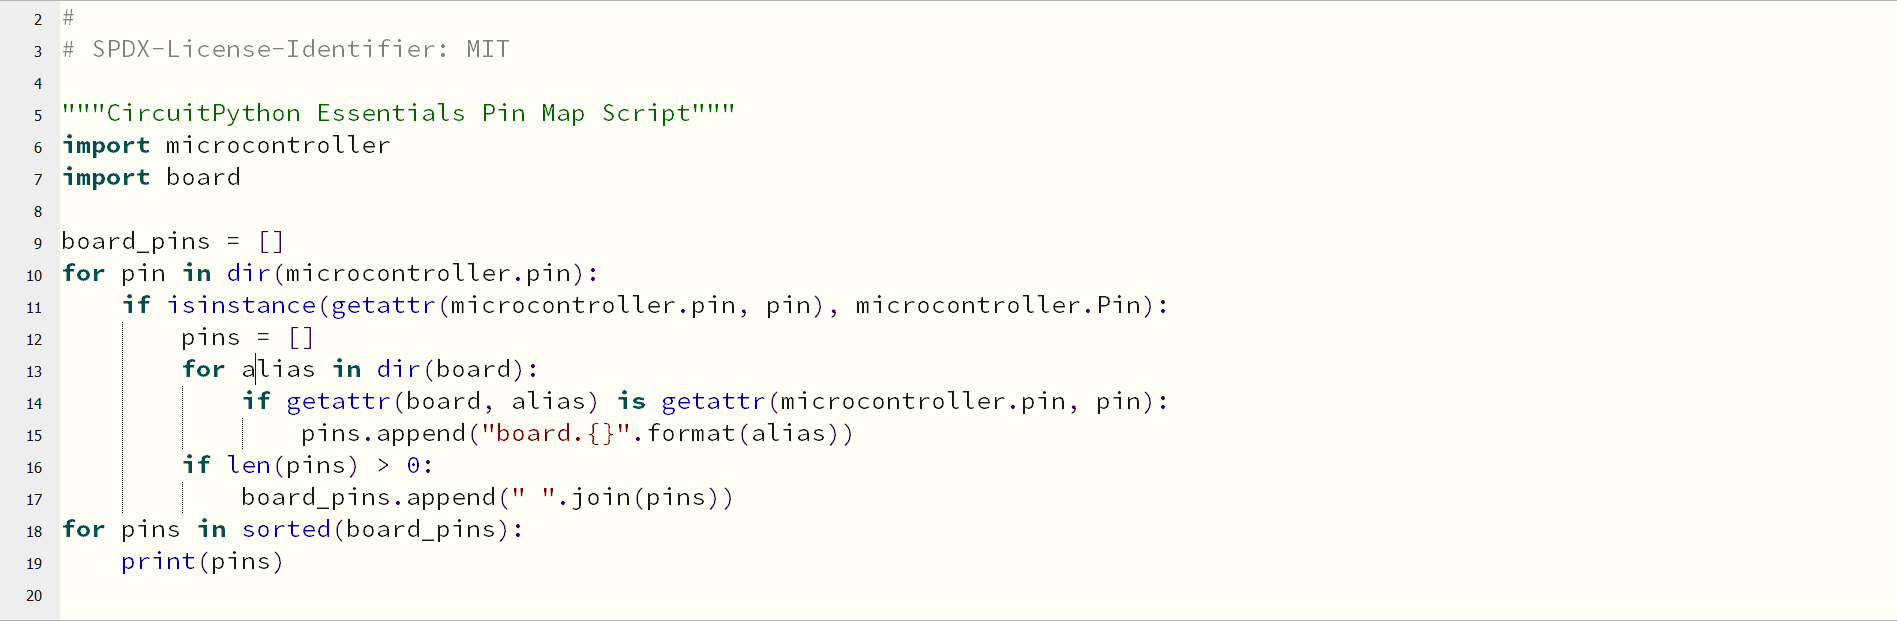 2 #
3 # SPDX-License-Identifier: MIT
4
5 """CircuitPython Essentials Pin Map Script"""
6 import microcontroller
7 import board
8
9 board_pins = []
10 for pin in dir(microcontroller.pin):
11     if isinstance(getattr(microcontroller.pin, pin), microcontroller.Pin):
12         pins = []
13         for alias in dir(board):
14             if getattr(board, alias) is getattr(microcontroller.pin, pin):
15                 pins.append("board.{}".format(alias))
16         if len(pins) > 0:
17             board_pins.append(" ".join(pins))
18 for pins in sorted(board_pins):
19     print(pins)
20